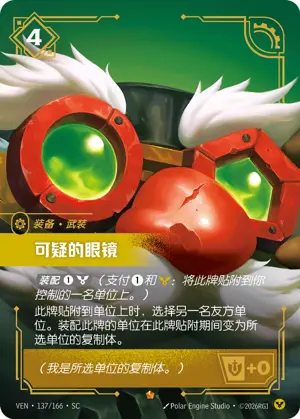 4
装备·武装
可疑的眼镜
装配 1 （支付 1 和 ：将此牌贴附到你
控制的一名单位上。）
此牌贴附到单位上时，选择另一名友方单
位。装配此牌的单位在此牌贴附期间变为所
选单位的复制体。
（我是所选单位的复制体。）
+0
VEN • 137/166 • SC
Polar Engine Studio • ©2026RGI